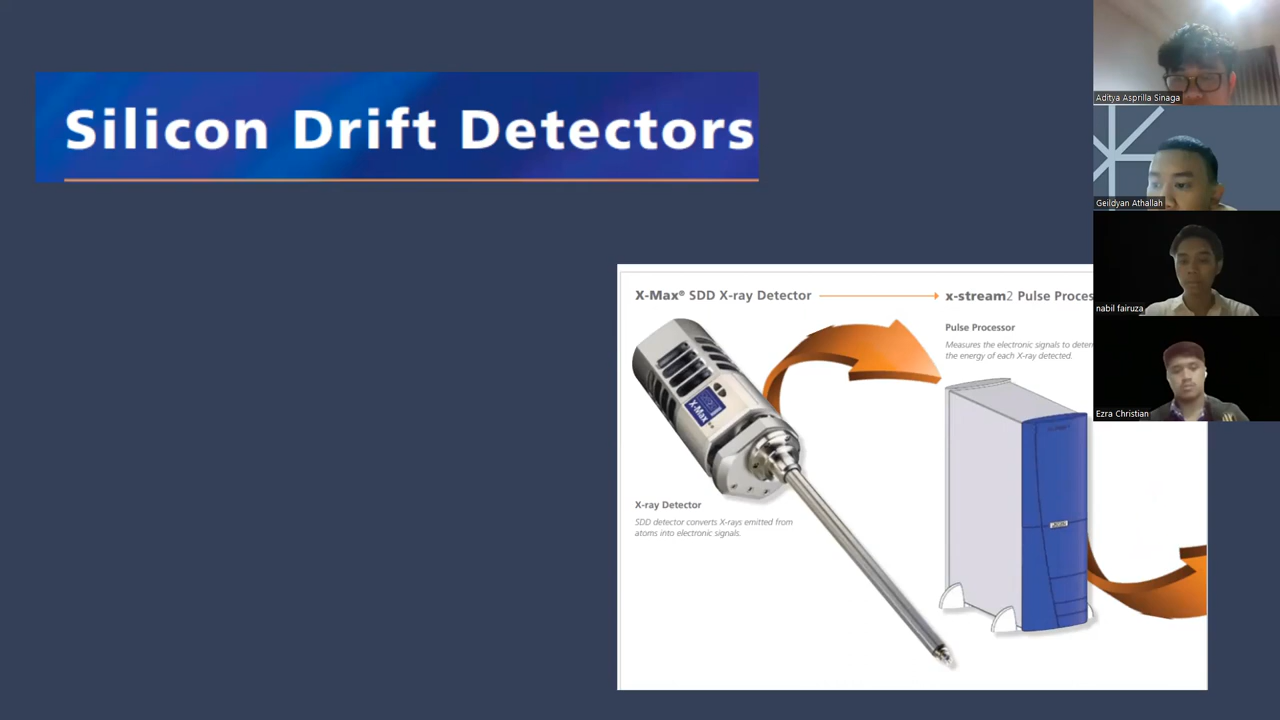 Silicon Drift Detectors
X-Max® SDD X-ray Detector
x-stream2 Pulse Proces
Pulse Processor
Measures the electronic signals to deter
the energy of each X-ray detected.
X-Max
X-ray Detector
SDD detector converts X-rays emitted from
atoms into electronic signals.
Aditya Asprilla Sinaga
Geildyan Athallah
nabil fairuza
Ezra Christian